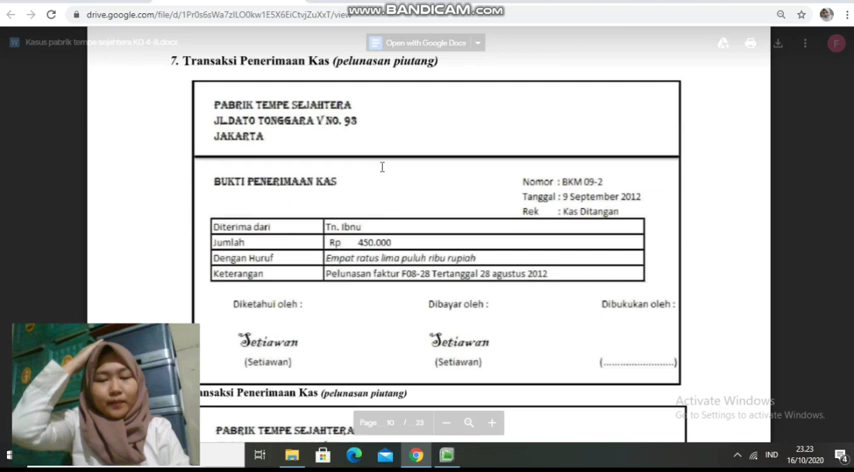 www.BANDICAM.com
drive.google.com/file/d/1Pr0s6sWa7zILO0kw1E5X6EiCtvjZuXxT/view
Kasus pabrik tempe sejahtera KD 4-8.docx
Open with Google Docs
F
7. Transaksi Penerimaan Kas (pelunasan piutang)
PABRIK TEMPE SEJAHTERA
JL.DATO TONGGARA V NO. 93
JAKARTA
BUKTI PENERIMAAN KAS
Nomor : BKM 09-2
Tanggal : 9 September 2012
Rek : Kas Ditangan
Diterima dari Tn. Ibnu
Jumlah Rp 450.000
Dengan Huruf Empat ratus lima puluh ribu rupiah
Keterangan Pelunasan faktur F08-28 Tertanggal 28 agustus 2012
Diketahui oleh : Dibayar oleh : Dibukukan oleh :
Setiawan Setiawan
(Setiawan) (Setiawan) (........................)
ansaksi Penerimaan Kas (pelunasan piutang)
PABRIK TEMPE SEJAHTERA
Page 10 / 23
Activate Windows
Go to Settings to activate Windows.
IND
23.23
16/10/2020
4